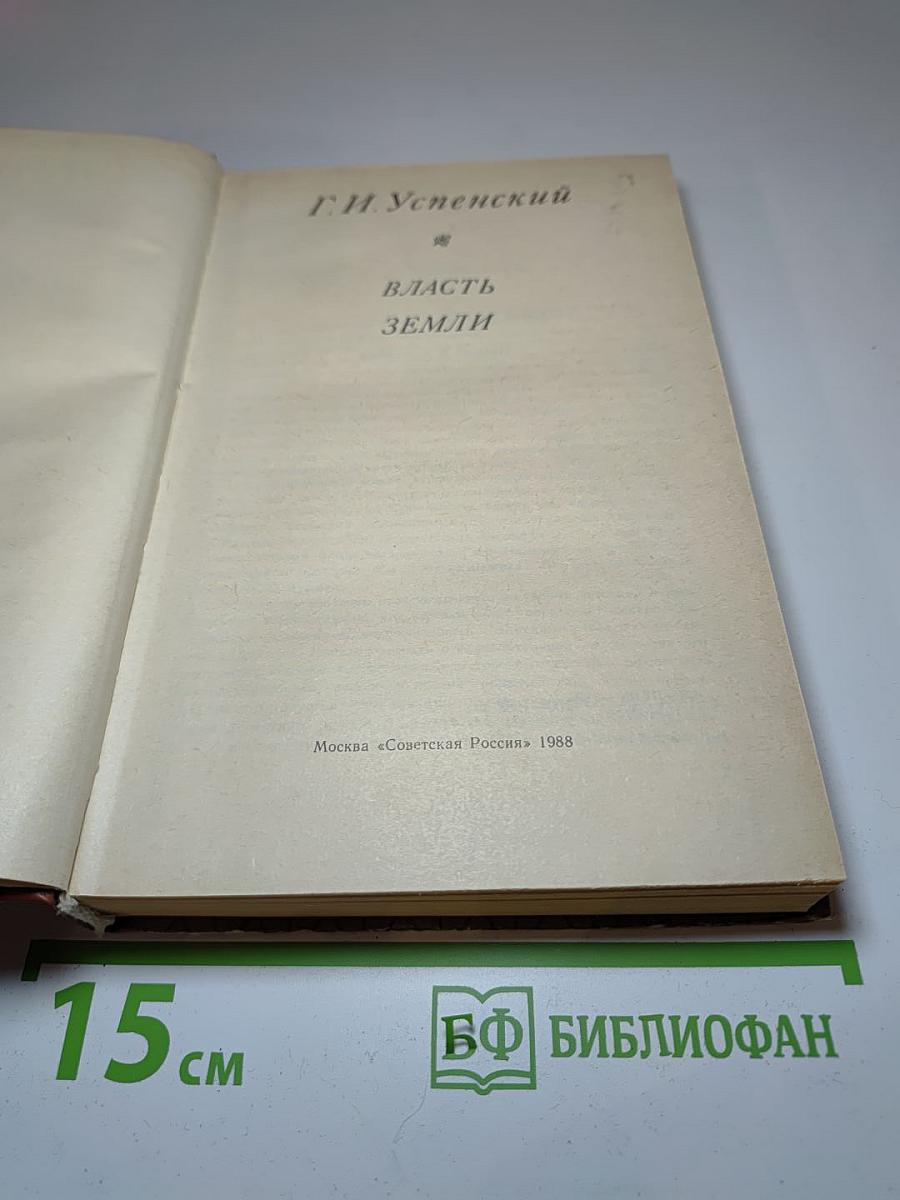 Г. И. Успенский
ВЛАСТЬ
ЗЕМЛИ
Москва «Советская Россия» 1988
15 см
БФ БИБЛИОФАН